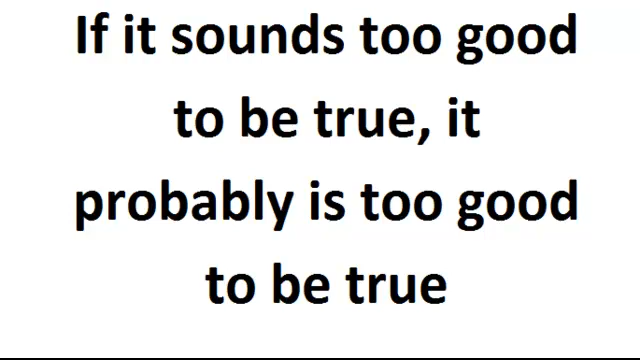 If it sounds too good
to be true, it
probably is too good
to be true